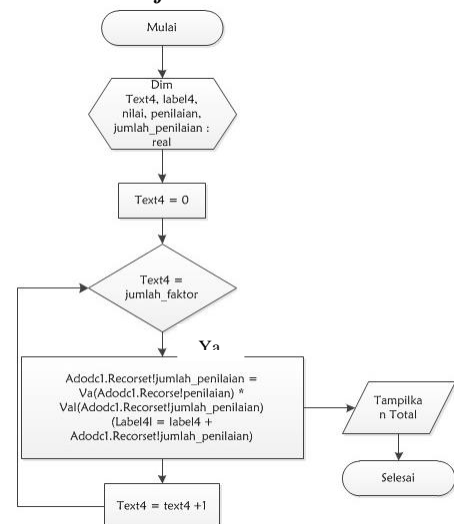 Mulai
Dim
Text4, label4,
nilai, penilaian,
jumlah_penilaian :
real
Text4 = 0
Text4 =
jumlah_faktor
Ya
Adodc1.Recorset!jumlah_penilaian =
Va(Adodc1.Recorse!penilaian) *
Val(Adodc1.Recorset!jumlah_penilaian)
(Label4l = label4 +
Adodc1.Recorset!jumlah_penilaian)
Tampilka
n Total
Selesai
Text4 = text4 +1